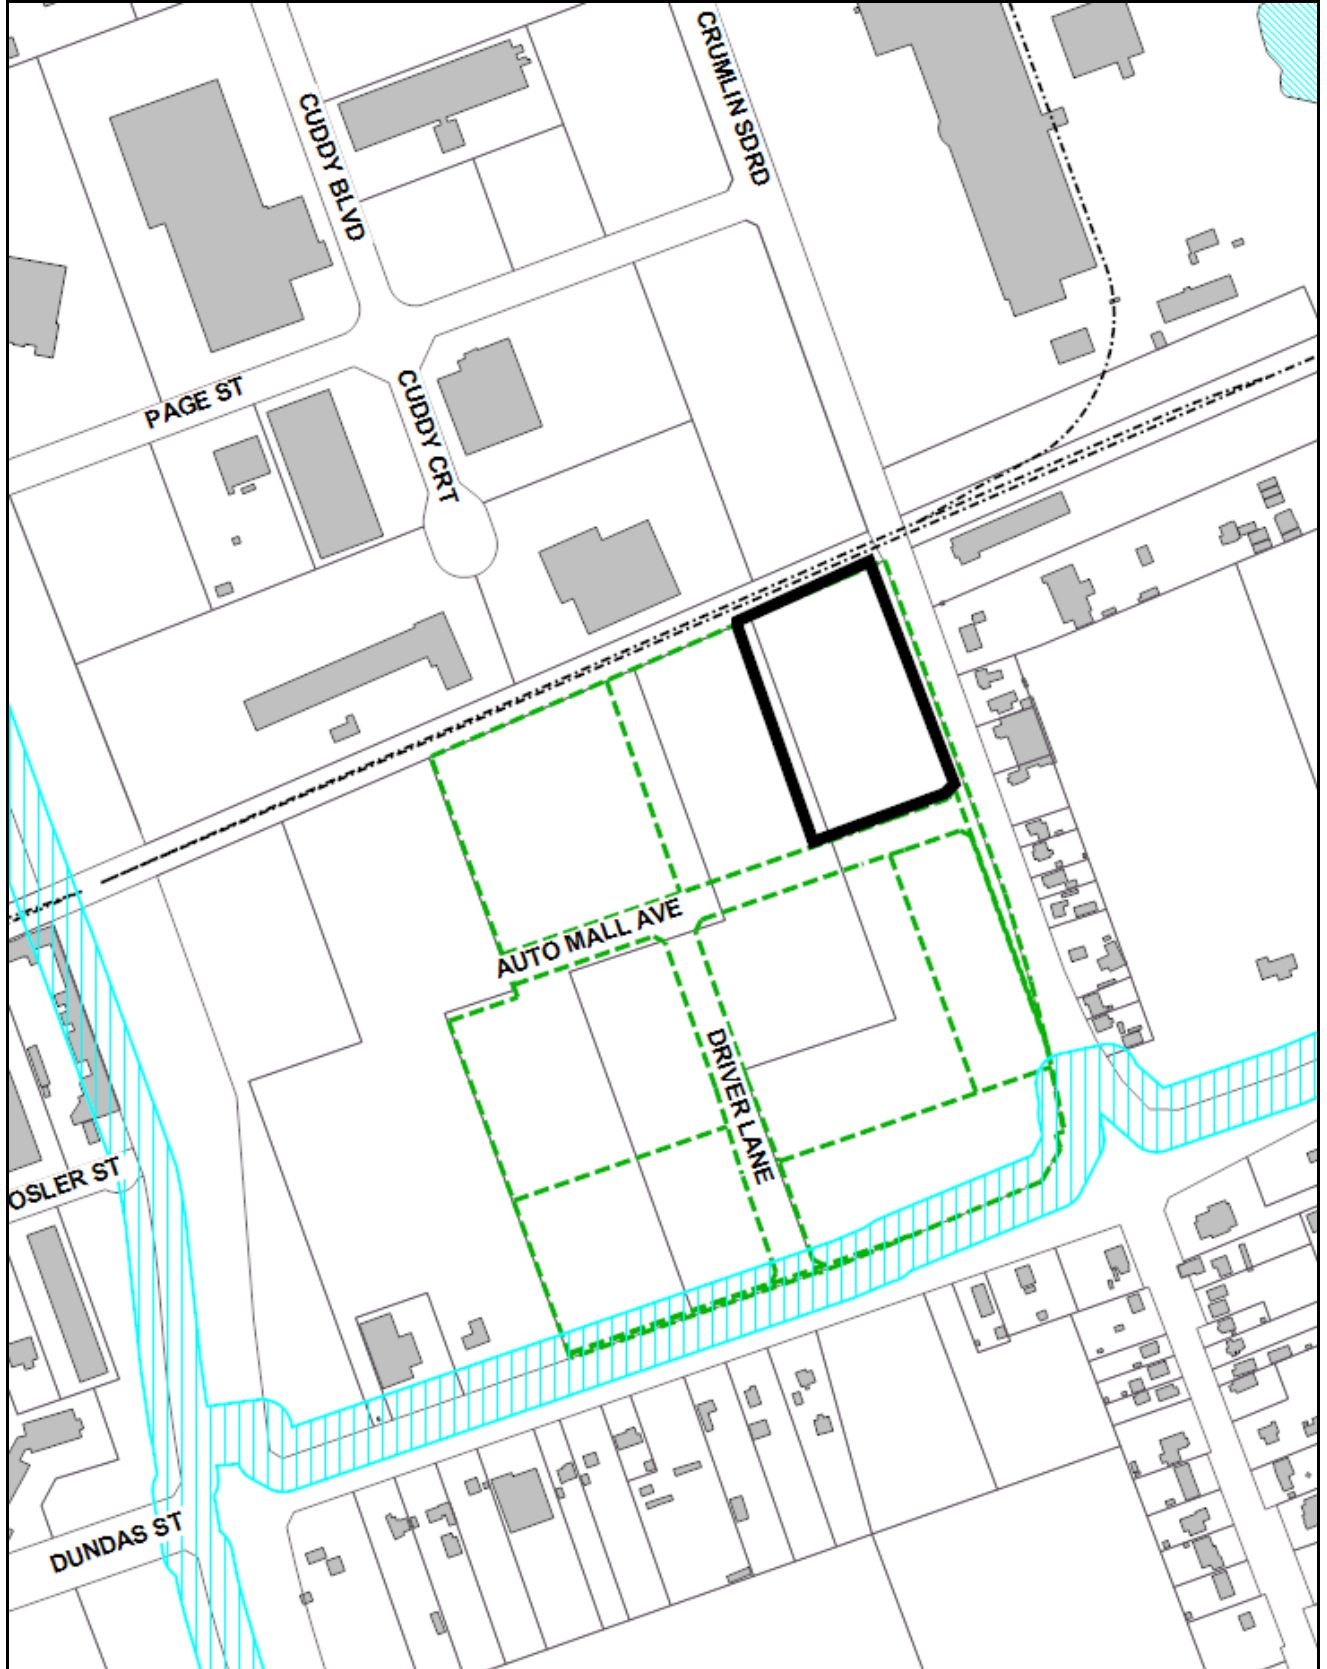 CRUMLIN SDRD
CUDDY BLVD
PAGE ST
CUDDY CRT
AUTO MALL AVE
DRIVER LANE
OSLER ST
DUNDAS ST